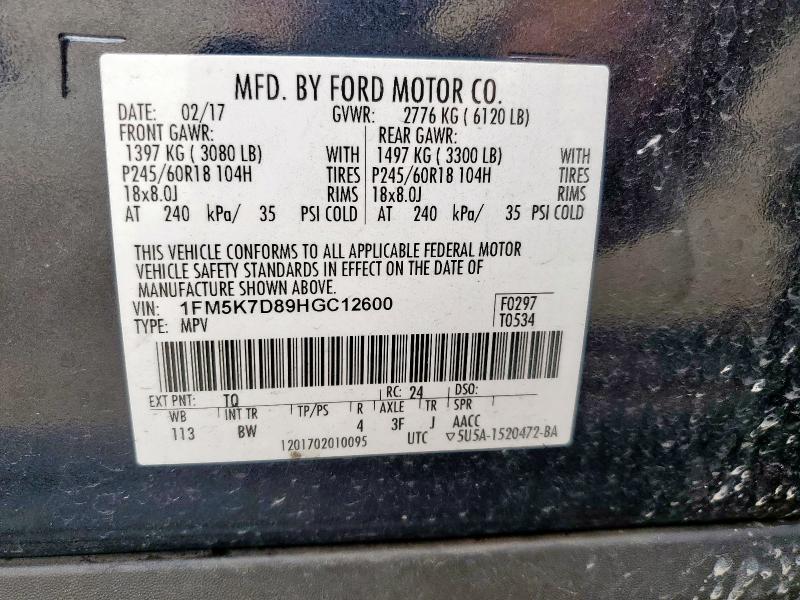 MFD. BY FORD MOTOR CO.
DATE: 02/17 GVWR: 2776 KG ( 6120 LB)
FRONT GAWR: REAR GAWR:
1397 KG ( 3080 LB) WITH 1497 KG ( 3300 LB) WITH
P245/60R18 104H TIRES P245/60R18 104H TIRES
18x8.0J RIMS 18x8.0J RIMS
AT 240 kPa/ 35 PSI COLD AT 240 kPa/ 35 PSI COLD
THIS VEHICLE CONFORMS TO ALL APPLICABLE FEDERAL MOTOR
VEHICLE SAFETY STANDARDS IN EFFECT ON THE DATE OF
MANUFACTURE SHOWN ABOVE.
VIN: 1FM5K7D89HGC12600 F0297
TYPE: MPV T0534
EXT PNT: TQ RC: 24 DSO:
WB INT TR TP/PS R AXLE TR SPR
113 BW 4 3F J AACC
1201702010095 UTC ▽5U5A-1520472-BA